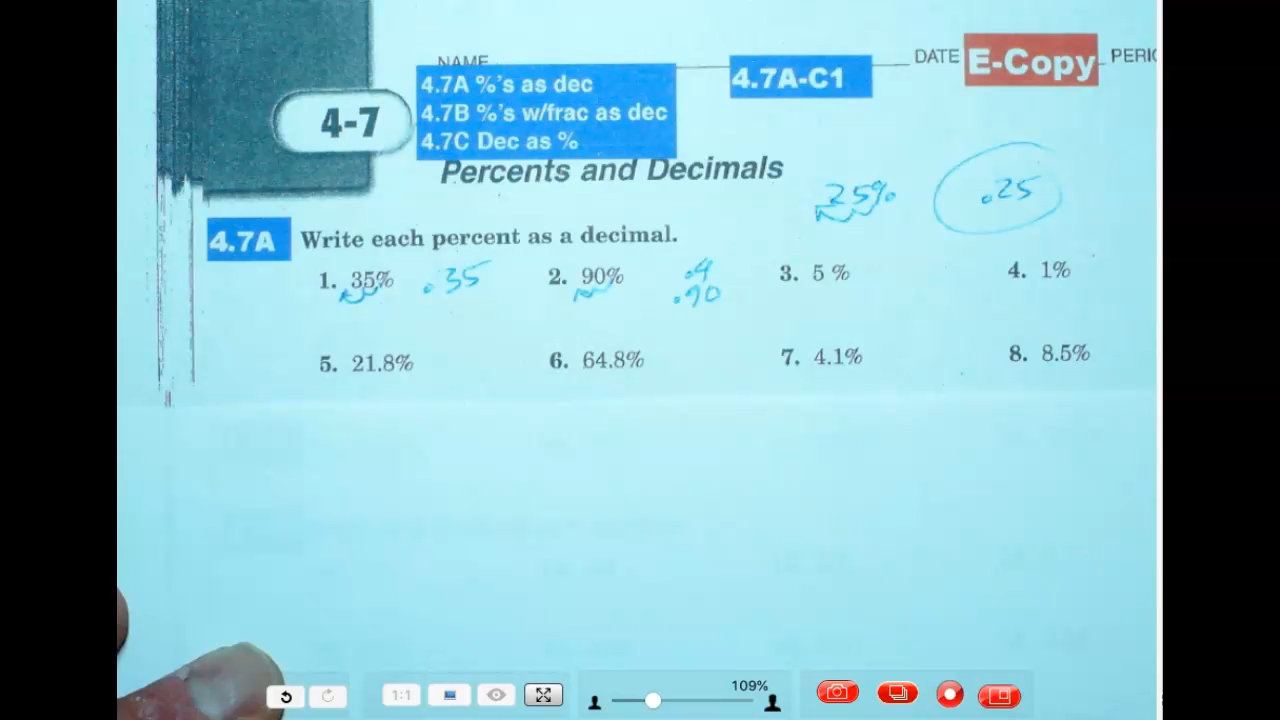 NAME DATE E-Copy PERI
4.7A %'s as dec
4.7B %'s w/frac as dec
4.7C Dec as %
4.7A-C1
4-7
Percents and Decimals
25% .25
4.7A Write each percent as a decimal.
1. 35% .35 2. 90% .9 3. 5 % 4. 1%
.90
5. 21.8% 6. 64.8% 7. 4.1% 8. 8.5%
1:1 109%